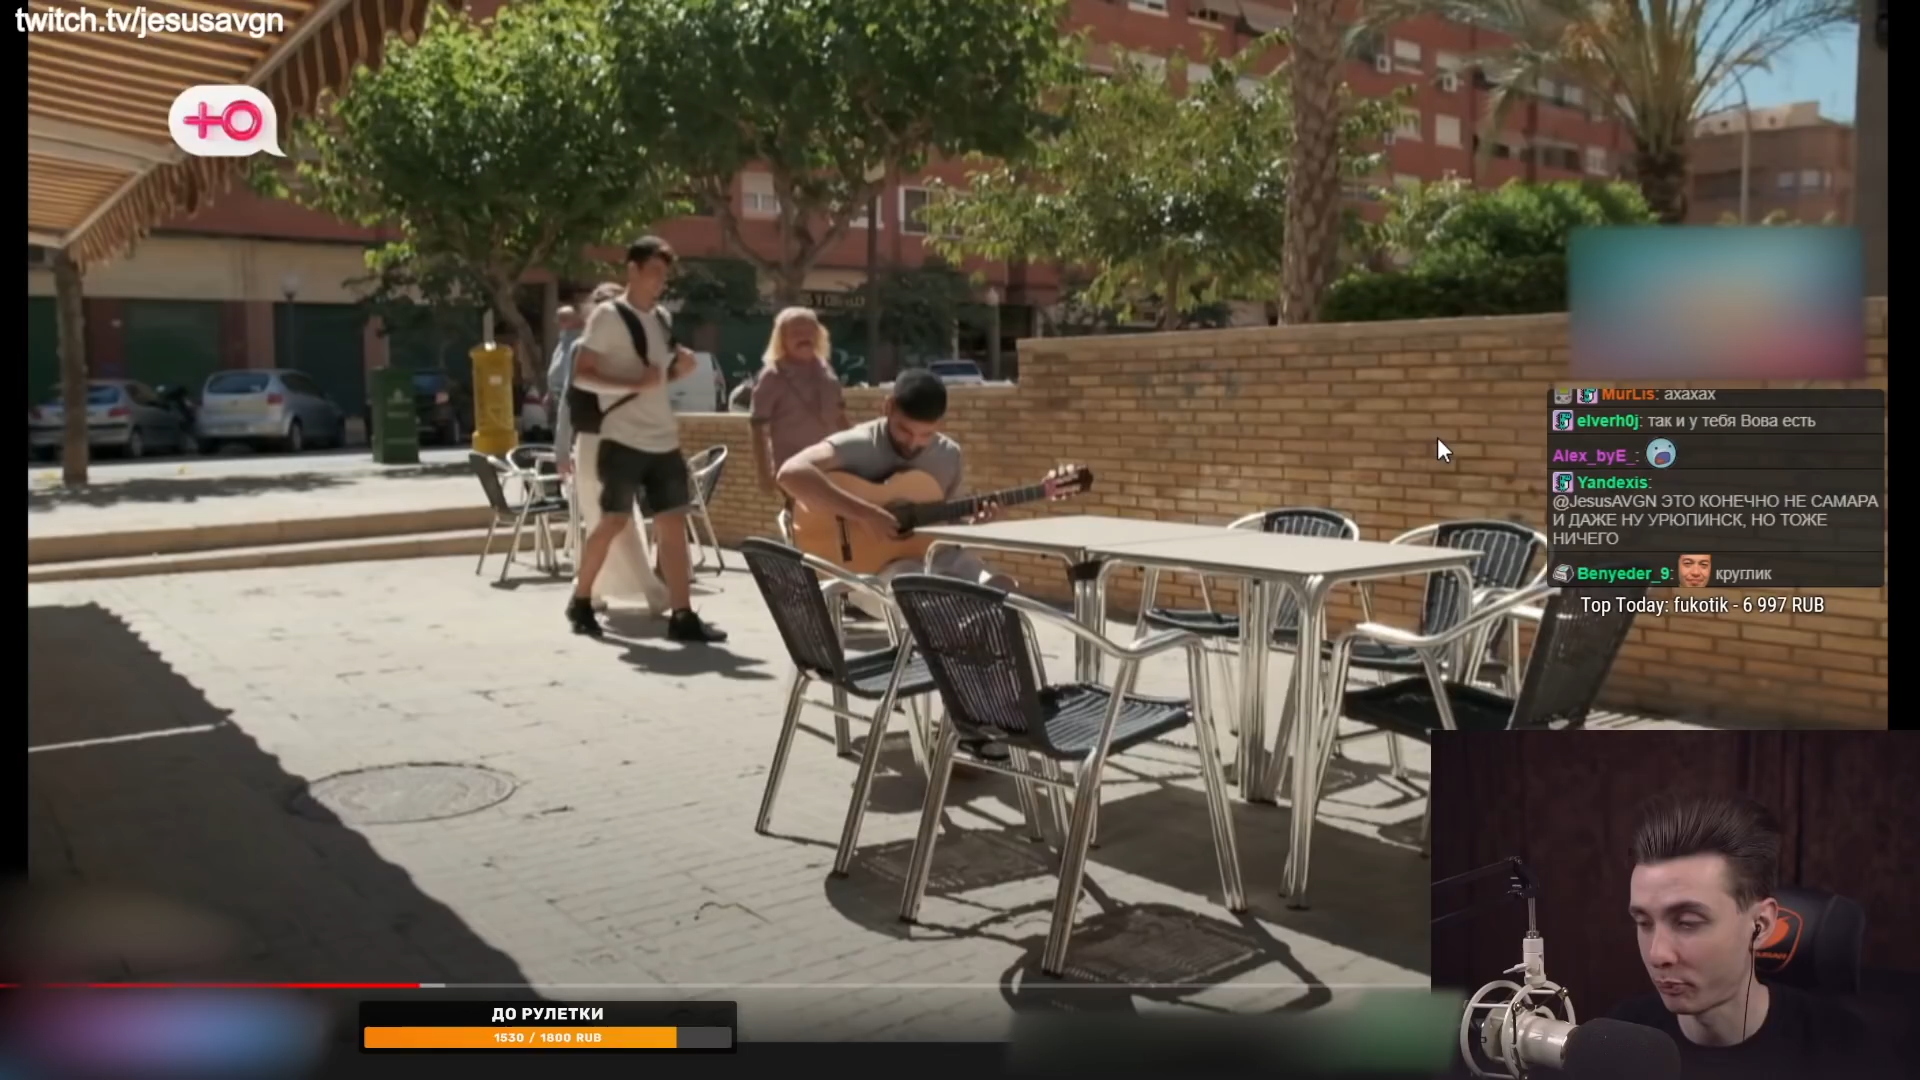 twitch.tv/jesusavgn
Ю
MurLis: ахахах
elverh0j: так и у тебя Вова есть
Alex_byE_:
Yandexis:
@JesusAVGN ЭТО КОНЕЧНО НЕ САМАРА
И ДАЖЕ НУ УРЮПИНСК, НО ТОЖЕ
НИЧЕГО
Benyeder_9: круглик
Top Today: fukotik - 6 997 RUB
ДО РУЛЕТКИ
1530 / 1800 RUB